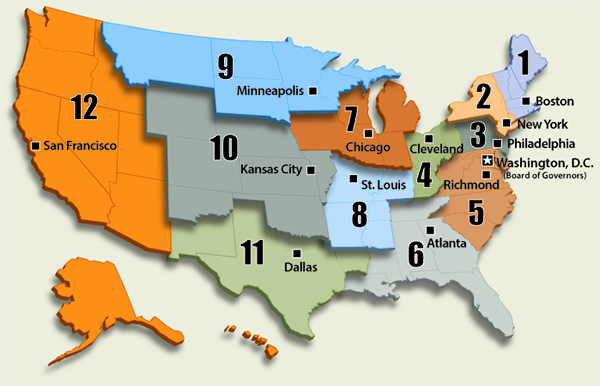 1
9
12
2
Minneapolis
Boston
7
New York
3
San Francisco
10
Chicago
Cleveland
Philadelphia
4
Washington, D.C.
(Board of Governors)
Kansas City
St. Louis
Richmond
8
5
11
6
Atlanta
Dallas